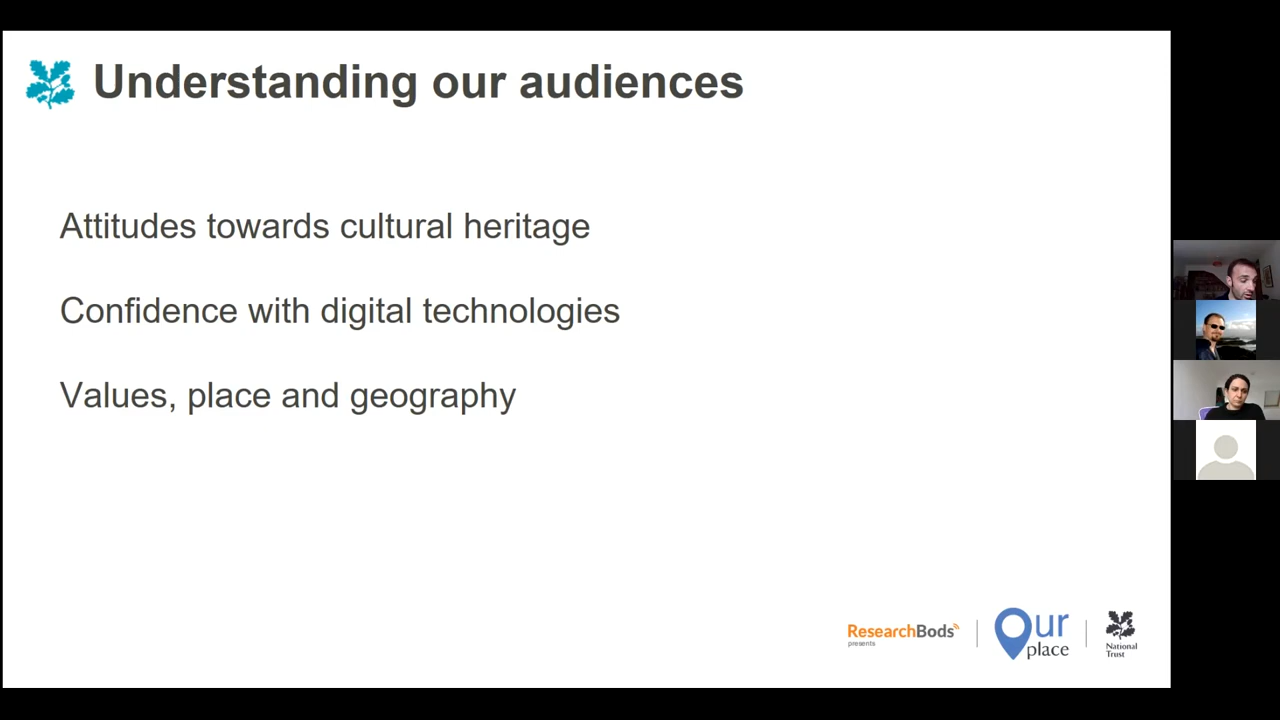 Understanding our audiences
Attitudes towards cultural heritage
Confidence with digital technologies
Values, place and geography
ResearchBods
presents
Our
place
National
Trust